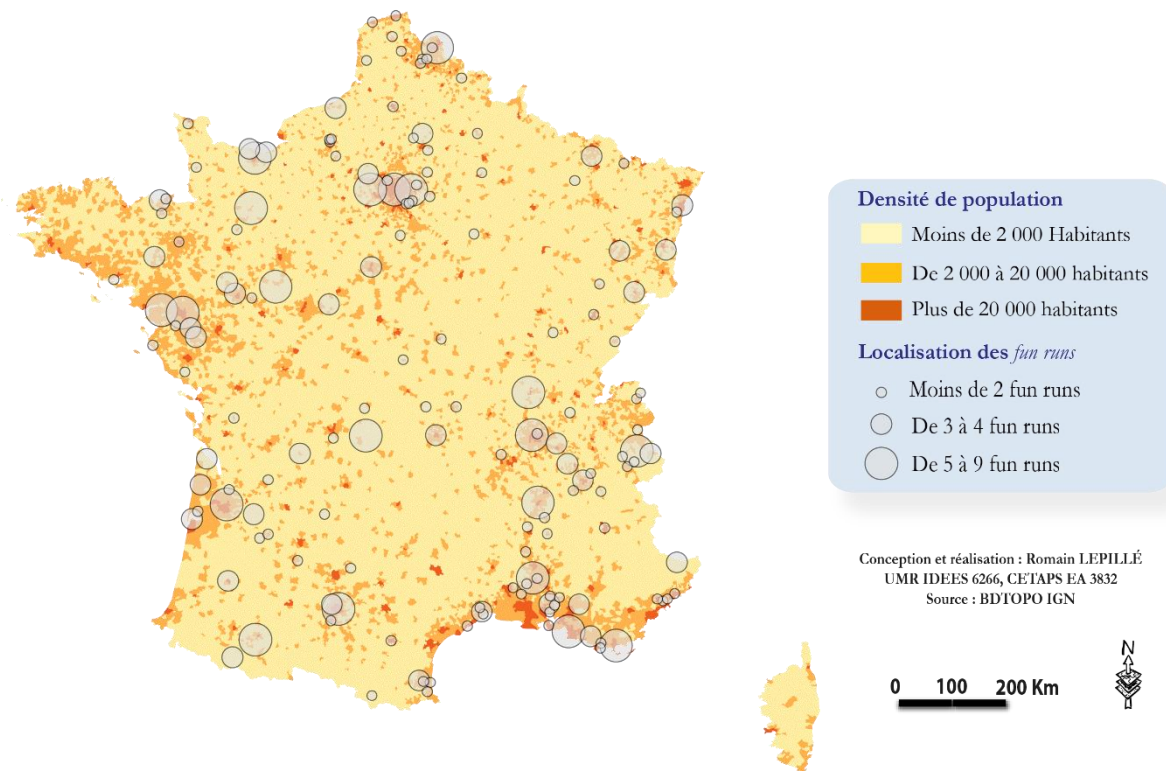 Densité de population
Moins de 2 000 Habitants
De 2 000 à 20 000 habitants
Plus de 20 000 habitants
Localisation des fun runs
Moins de 2 fun runs
De 3 à 4 fun runs
De 5 à 9 fun runs
Conception et réalisation : Romain LEPILLÉ
UMR IDEES 6266, CETAPS EA 3832
Source : BDTOPO IGN
N
0 100 200 Km